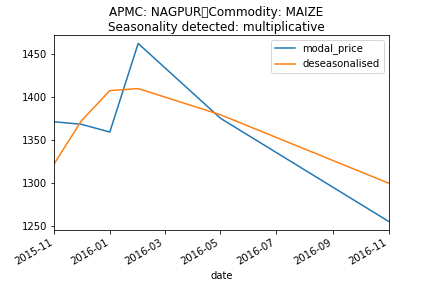 APMC: NAGPUR▯Commodity: MAIZE
Seasonality detected: multiplicative
modal_price
deseasonalised
1450
1400
1350
1300
1250
2015-11
2016-01
2016-03
2016-05
2016-07
2016-09
2016-11
date